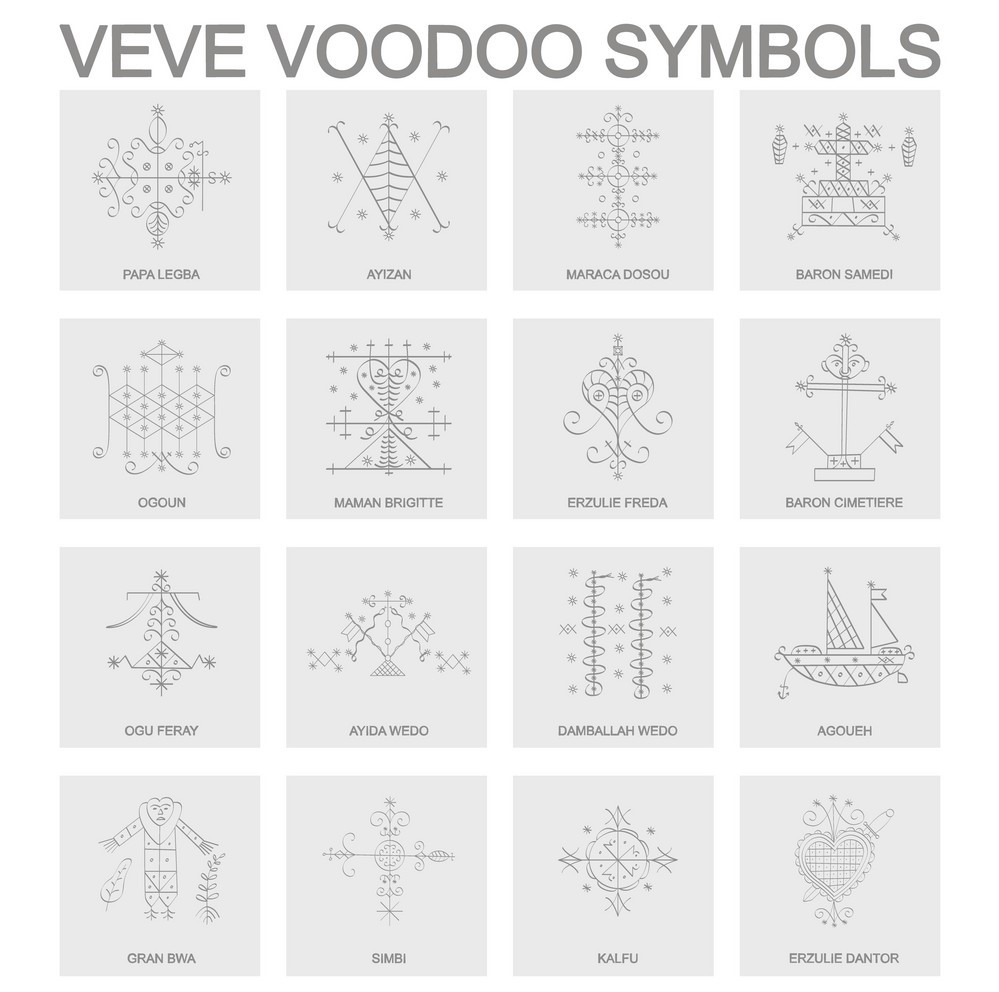 VEVE VOODOO SYMBOLS
PAPA LEGBA
AYIZAN
MARACA DOSOU
BARON SAMEDI
OGOUN
MAMAN BRIGITTE
ERZULIE FREDA
BARON CIMETIERE
OGU FERAY
AYIDA WEDO
DAMBALLAH WEDO
AGOUEH
GRAN BWA
SIMBI
KALFU
ERZULIE DANTOR